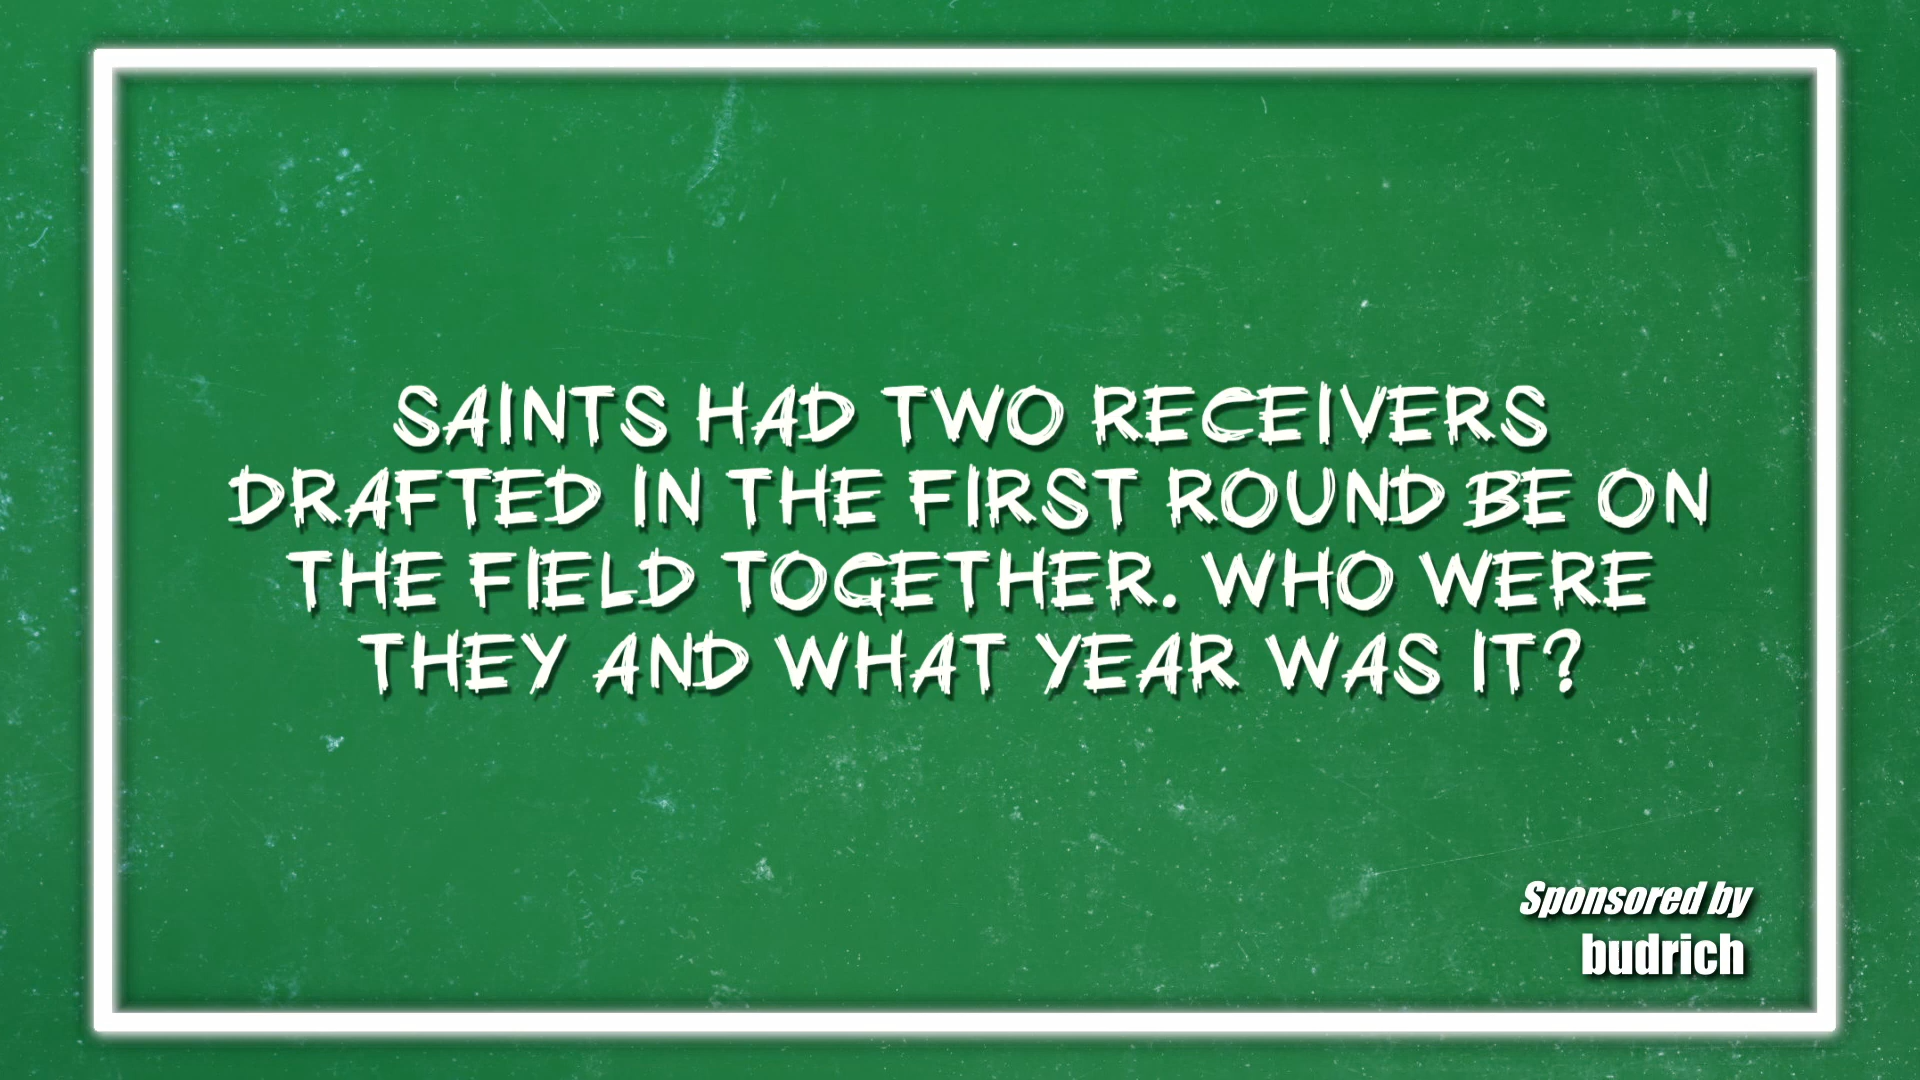 SAINTS HAD TWO RECEIVERS
DRAFTED IN THE FIRST ROUND BE ON
THE FIELD TOGETHER. WHO WERE
THEY AND WHAT YEAR WAS IT?
Sponsored by
budrich